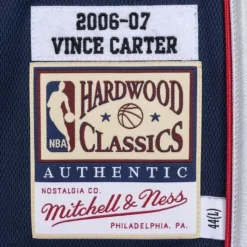 2006-07
VINCE CARTER
NBA
HARDWOOD
CLASSICS
AUTHENTIC
NOSTALGIA CO.
Mitchell & Ness
PHILADELPHIA, PA.
44(L)